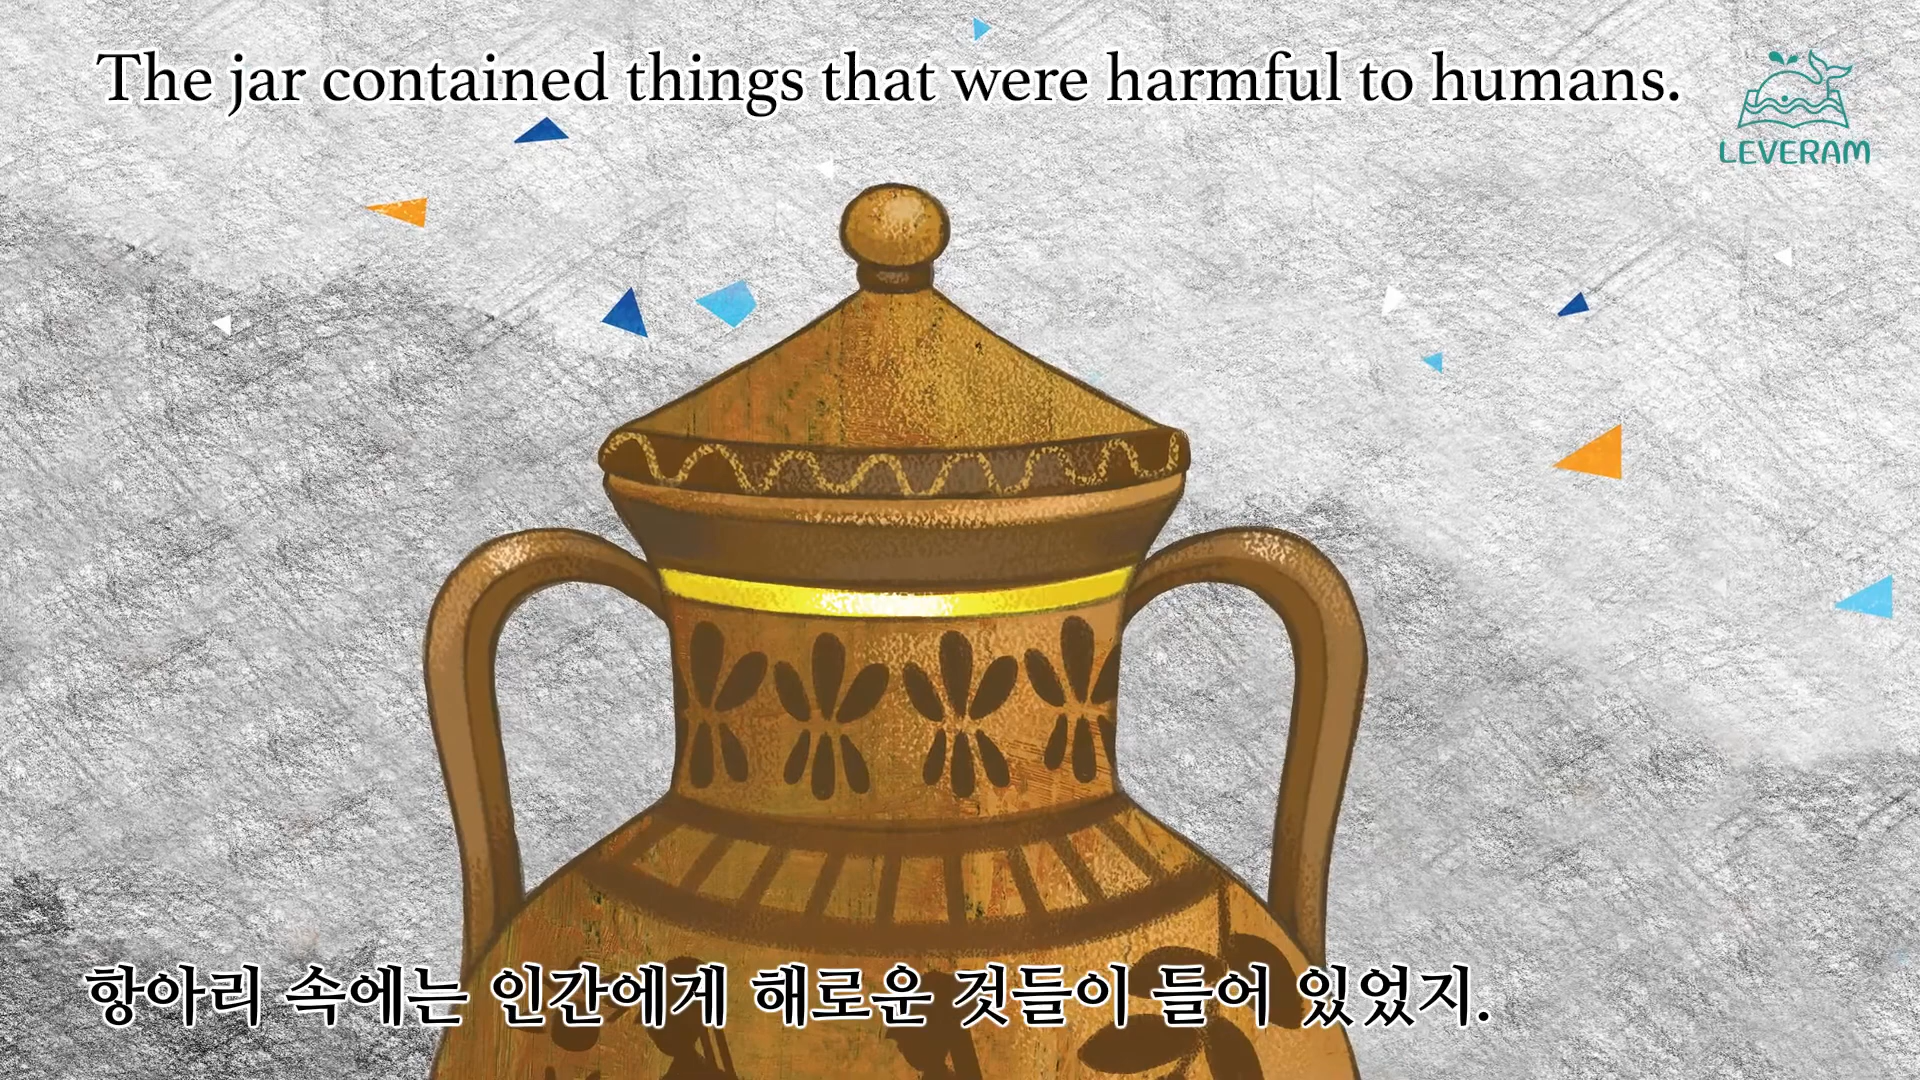 The jar contained things that were harmful to humans.
LEVERAM
항아리 속에는 인간에게 해로운 것들이 들어 있었지.